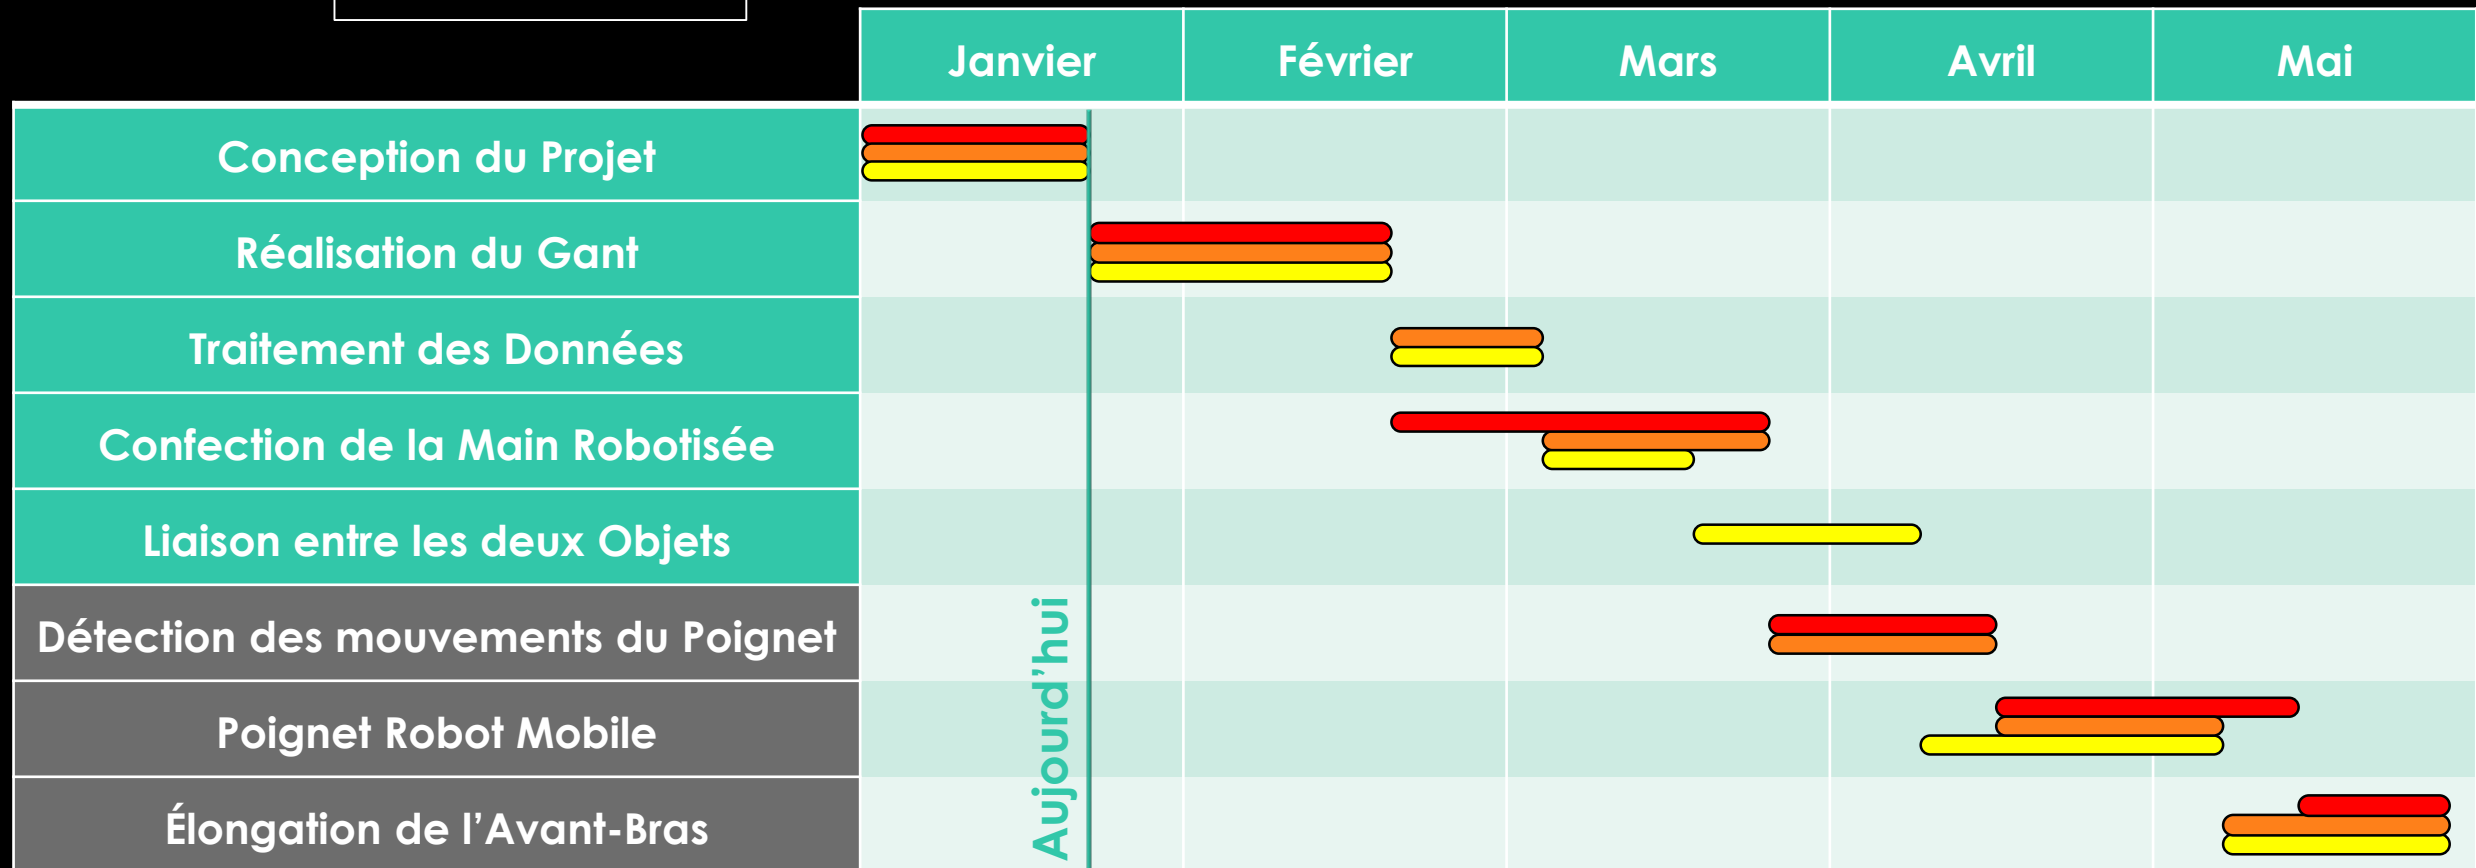 Janvier Février Mars Avril Mai
Conception du Projet
Réalisation du Gant
Traitement des Données
Confection de la Main Robotisée
Liaison entre les deux Objets
Détection des mouvements du Poignet
Poignet Robot Mobile
Élongation de l’Avant-Bras
Aujourd’hui